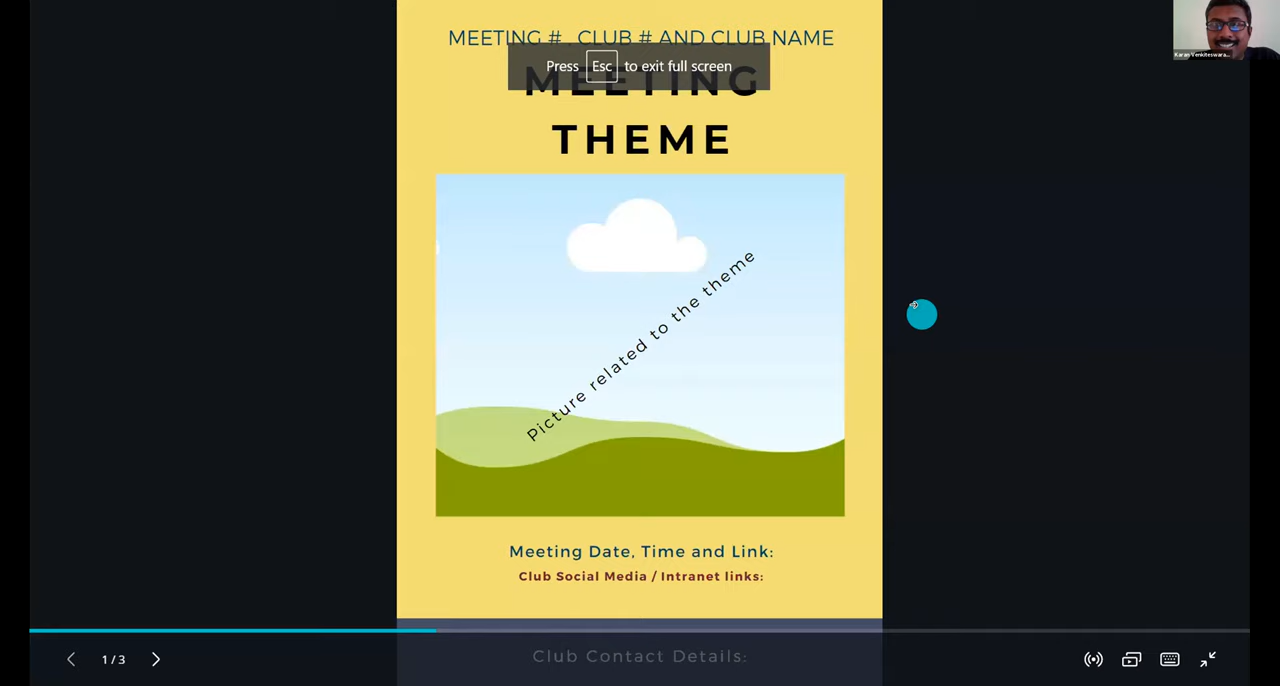 MEETING # , CLUB # AND CLUB NAME
Press Esc to exit full screen
MEETING
THEME
Picture related to the theme
Meeting Date, Time and Link:
Club Social Media / Intranet links:
Club Contact Details:
1 / 3